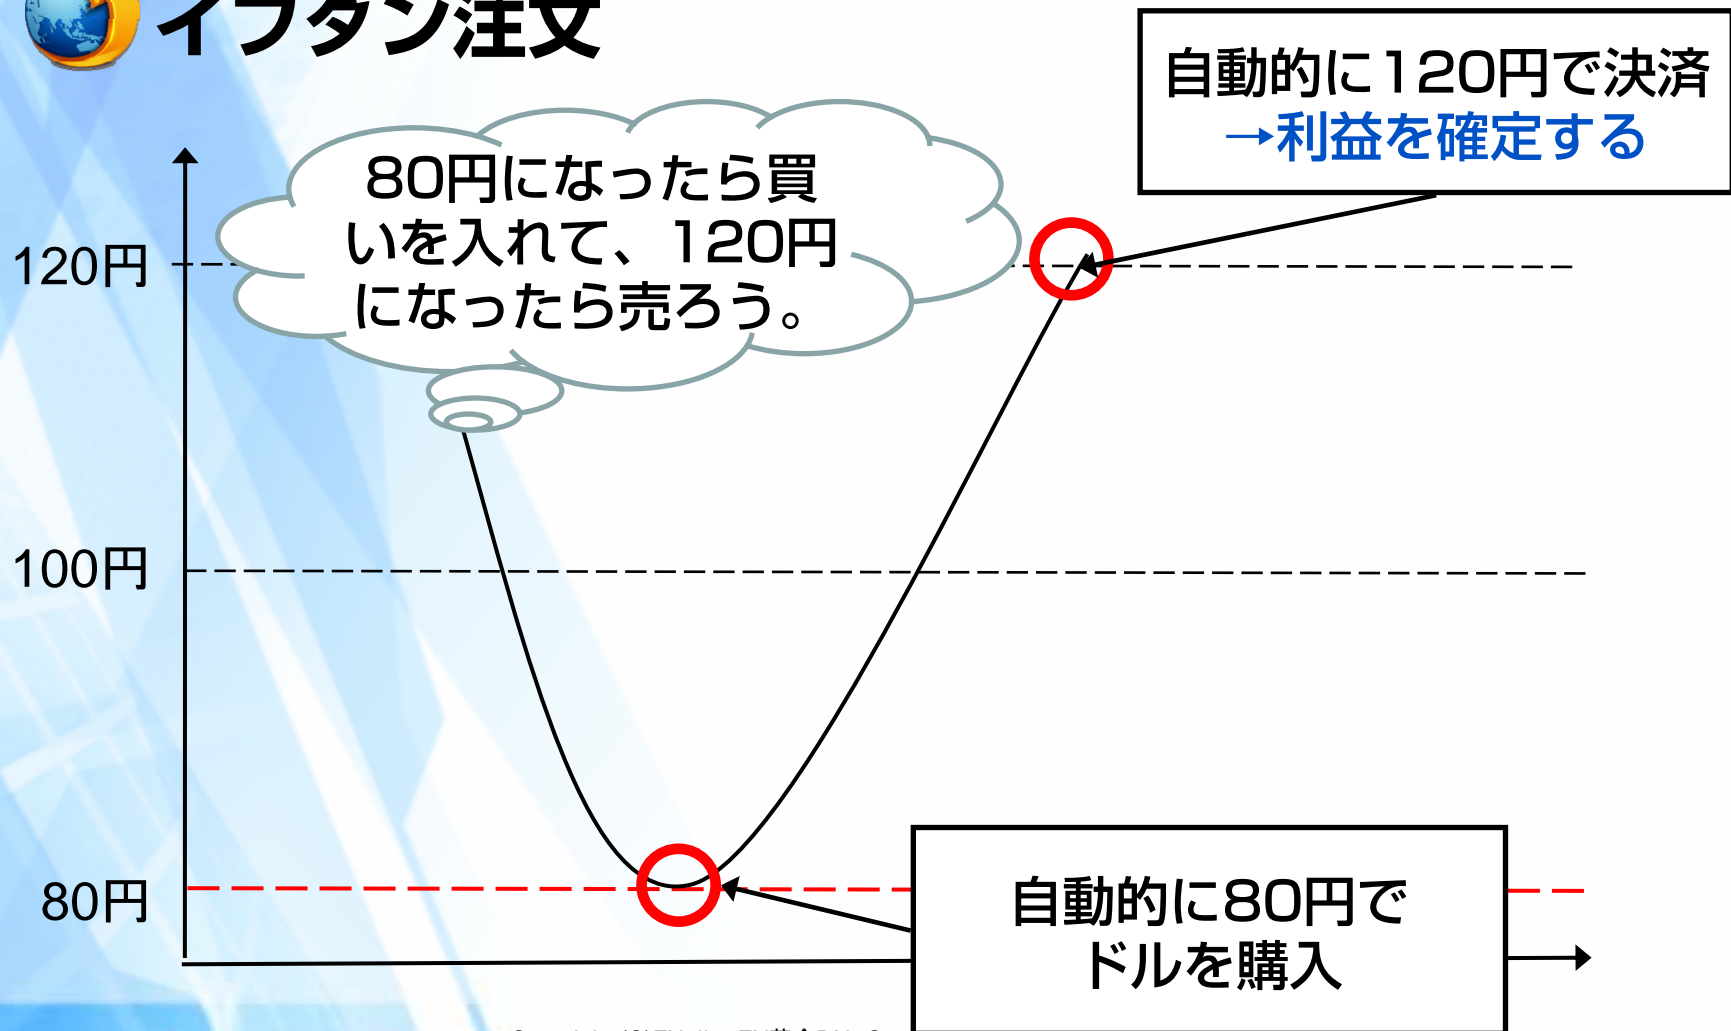 イフダン注文
自動的に120円で決済
→利益を確定する
80円になったら買
いを入れて、120円
になったら売ろう。
120円
100円
80円
自動的に80円で
ドルを購入